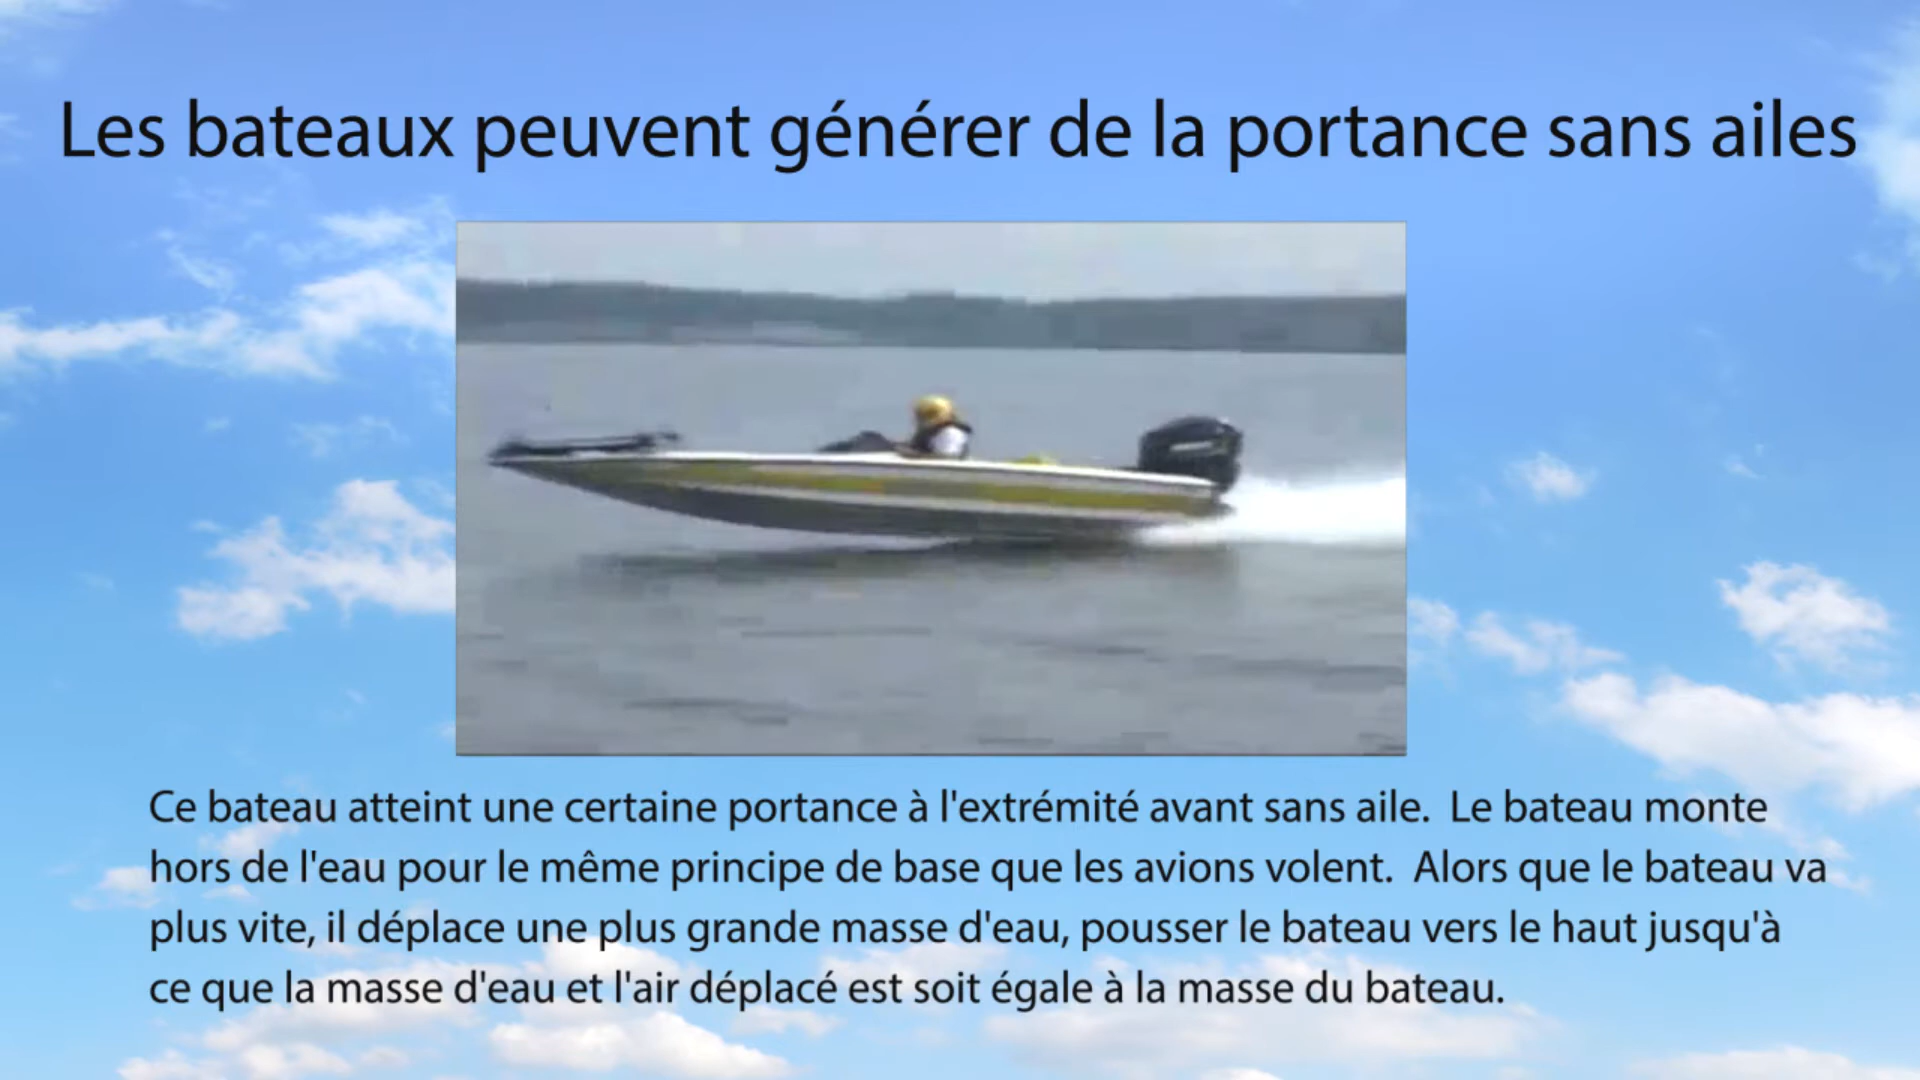 Les bateaux peuvent générer de la portance sans ailes
Ce bateau atteint une certaine portance à l'extrémité avant sans aile. Le bateau monte
hors de l'eau pour le même principe de base que les avions volent. Alors que le bateau va
plus vite, il déplace une plus grande masse d'eau, pousser le bateau vers le haut jusqu'à
ce que la masse d'eau et l'air déplacé est soit égale à la masse du bateau.